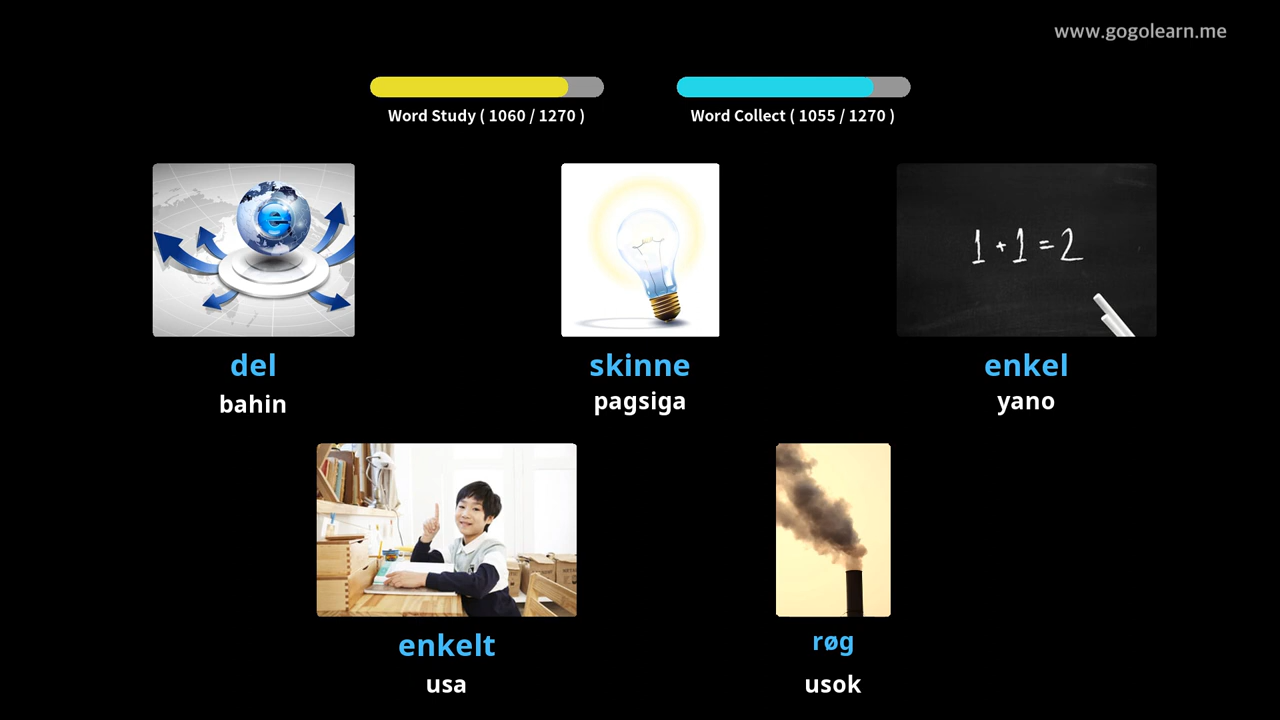 www.gogolearn.me
Word Study ( 1060 / 1270 )
Word Collect ( 1055 / 1270 )
e
1 + 1 = 2
del
bahin
skinne
pagsiga
enkel
yano
enkelt
usa
røg
usok